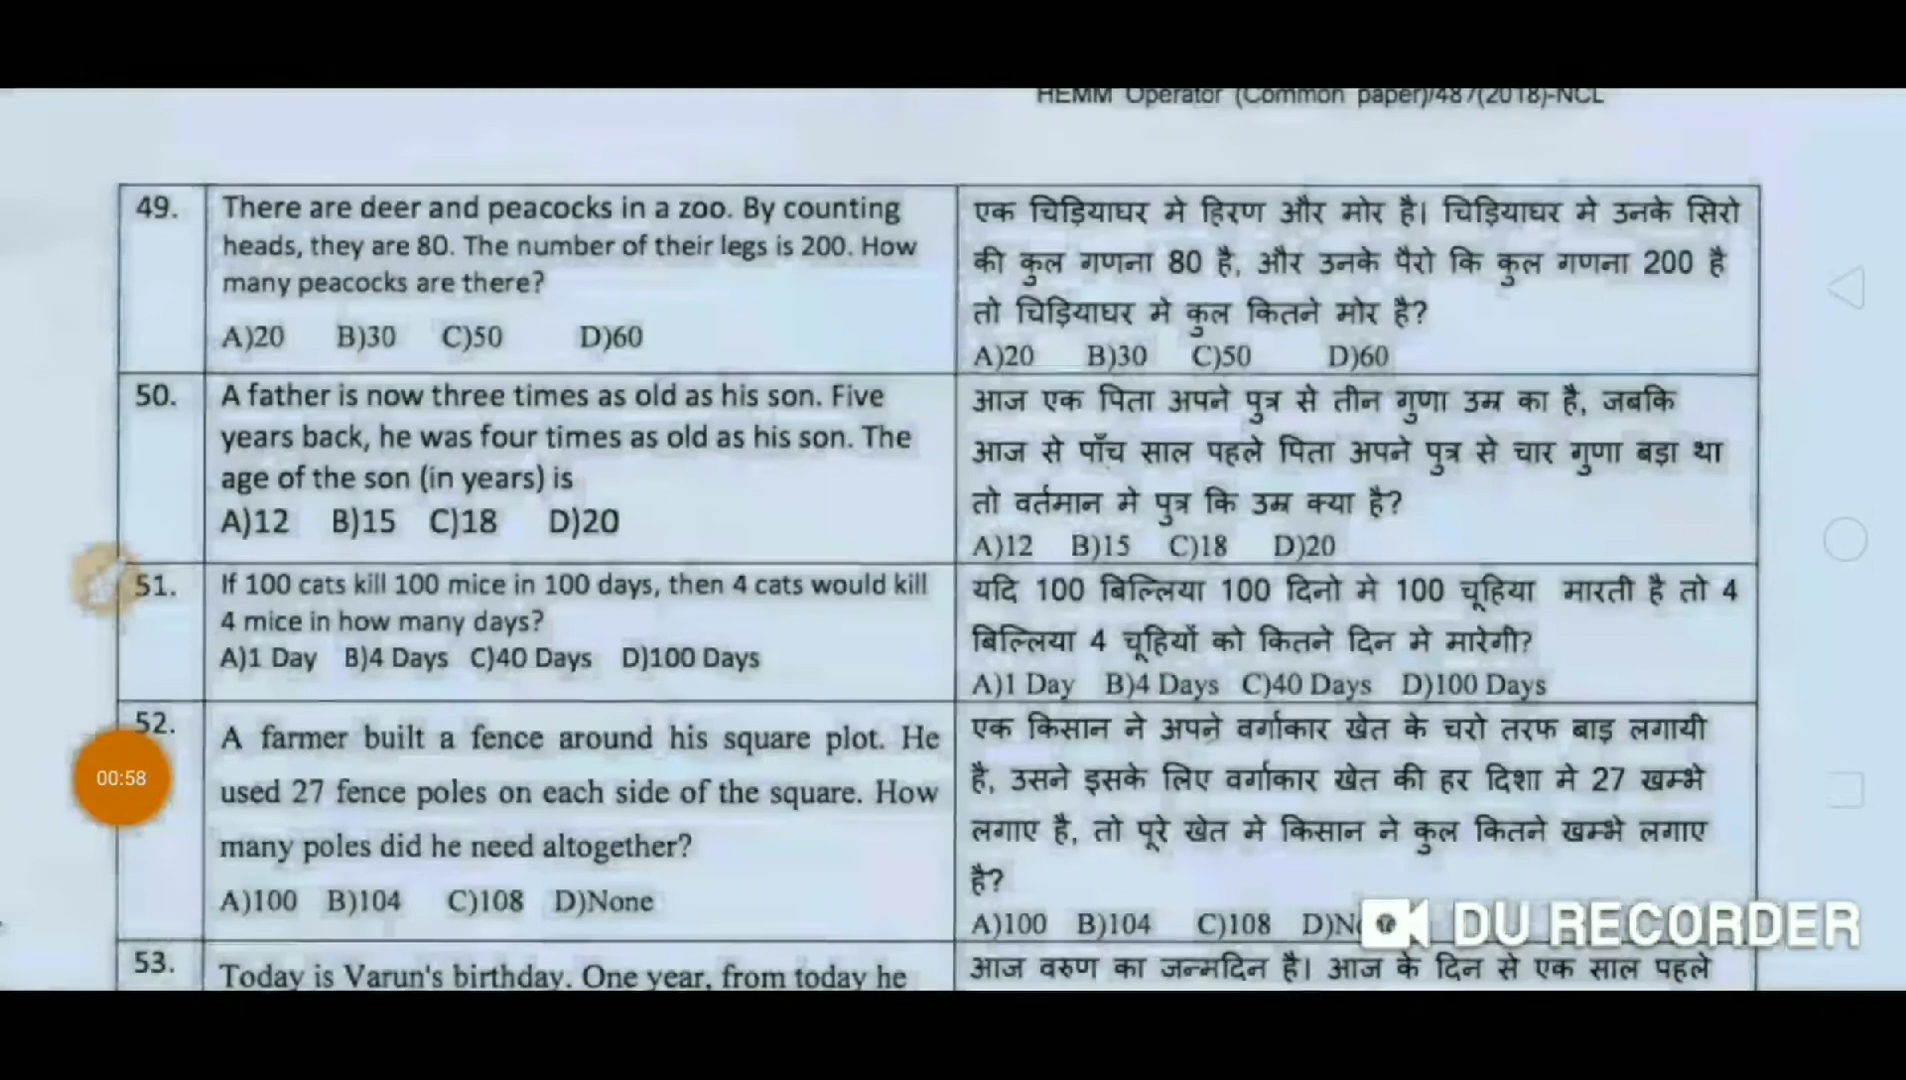 HEMM Operator (Common paper)/487(2018)-NCL
49.
There are deer and peacocks in a zoo. By counting
heads, they are 80. The number of their legs is 200. How
many peacocks are there?
A)20 B)30 C)50 D)60
एक चिड़ियाघर मे हिरण और मोर है। चिड़ियाघर मे उनके सिरो
की कुल गणना 80 है, और उनके पैरो कि कुल गणना 200 है
तो चिड़ियाघर मे कुल कितने मोर है?
A)20 B)30 C)50 D)60
50.
A father is now three times as old as his son. Five
years back, he was four times as old as his son. The
age of the son (in years) is
A)12 B)15 C)18 D)20
आज एक पिता अपने पुत्र से तीन गुणा उम्र का है, जबकि
आज से पाँच साल पहले पिता अपने पुत्र से चार गुणा बड़ा था
तो वर्तमान मे पुत्र कि उम्र क्या है?
A)12 B)15 C)18 D)20
51.
If 100 cats kill 100 mice in 100 days, then 4 cats would kill
4 mice in how many days?
A)1 Day B)4 Days C)40 Days D)100 Days
यदि 100 बिल्लिया 100 दिनो मे 100 चूहिया मारती है तो 4
बिल्लिया 4 चूहियों को कितने दिन मे मारेगी?
A)1 Day B)4 Days C)40 Days D)100 Days
52.
A farmer built a fence around his square plot. He
used 27 fence poles on each side of the square. How
many poles did he need altogether?
A)100 B)104 C)108 D)None
एक किसान ने अपने वर्गाकार खेत के चरो तरफ बाड़ लगायी
है, उसने इसके लिए वर्गाकार खेत की हर दिशा मे 27 खम्भे
लगाए है, तो पूरे खेत मे किसान ने कुल कितने खम्भे लगाए
है?
A)100 B)104 C)108
00:58
DU RECORDER
53.
Today is Varun's birthday. One year, from today he
आज वरुण का जन्मदिन है। आज के दिन से एक साल पहले